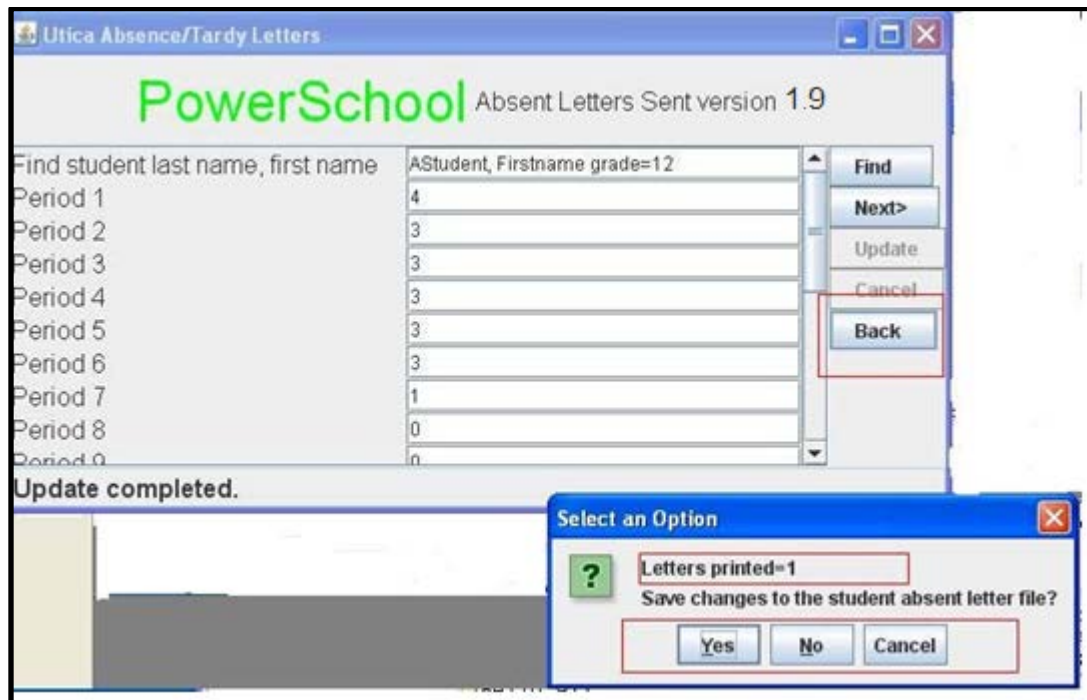 Utica Absence/Tardy Letters
PowerSchool Absent Letters Sent version 1.9
Find student last name, first name AStudent, Firstname grade=12 Find
Period 1 4 Next>
Period 2 3 Update
Period 3 3
Period 4 3 Cancel
Period 5 3 Back
Period 6 3
Period 7 1
Period 8 0
Period 9 0
Update completed.
Select an Option
? Letters printed=1
Save changes to the student absent letter file?
Yes No Cancel